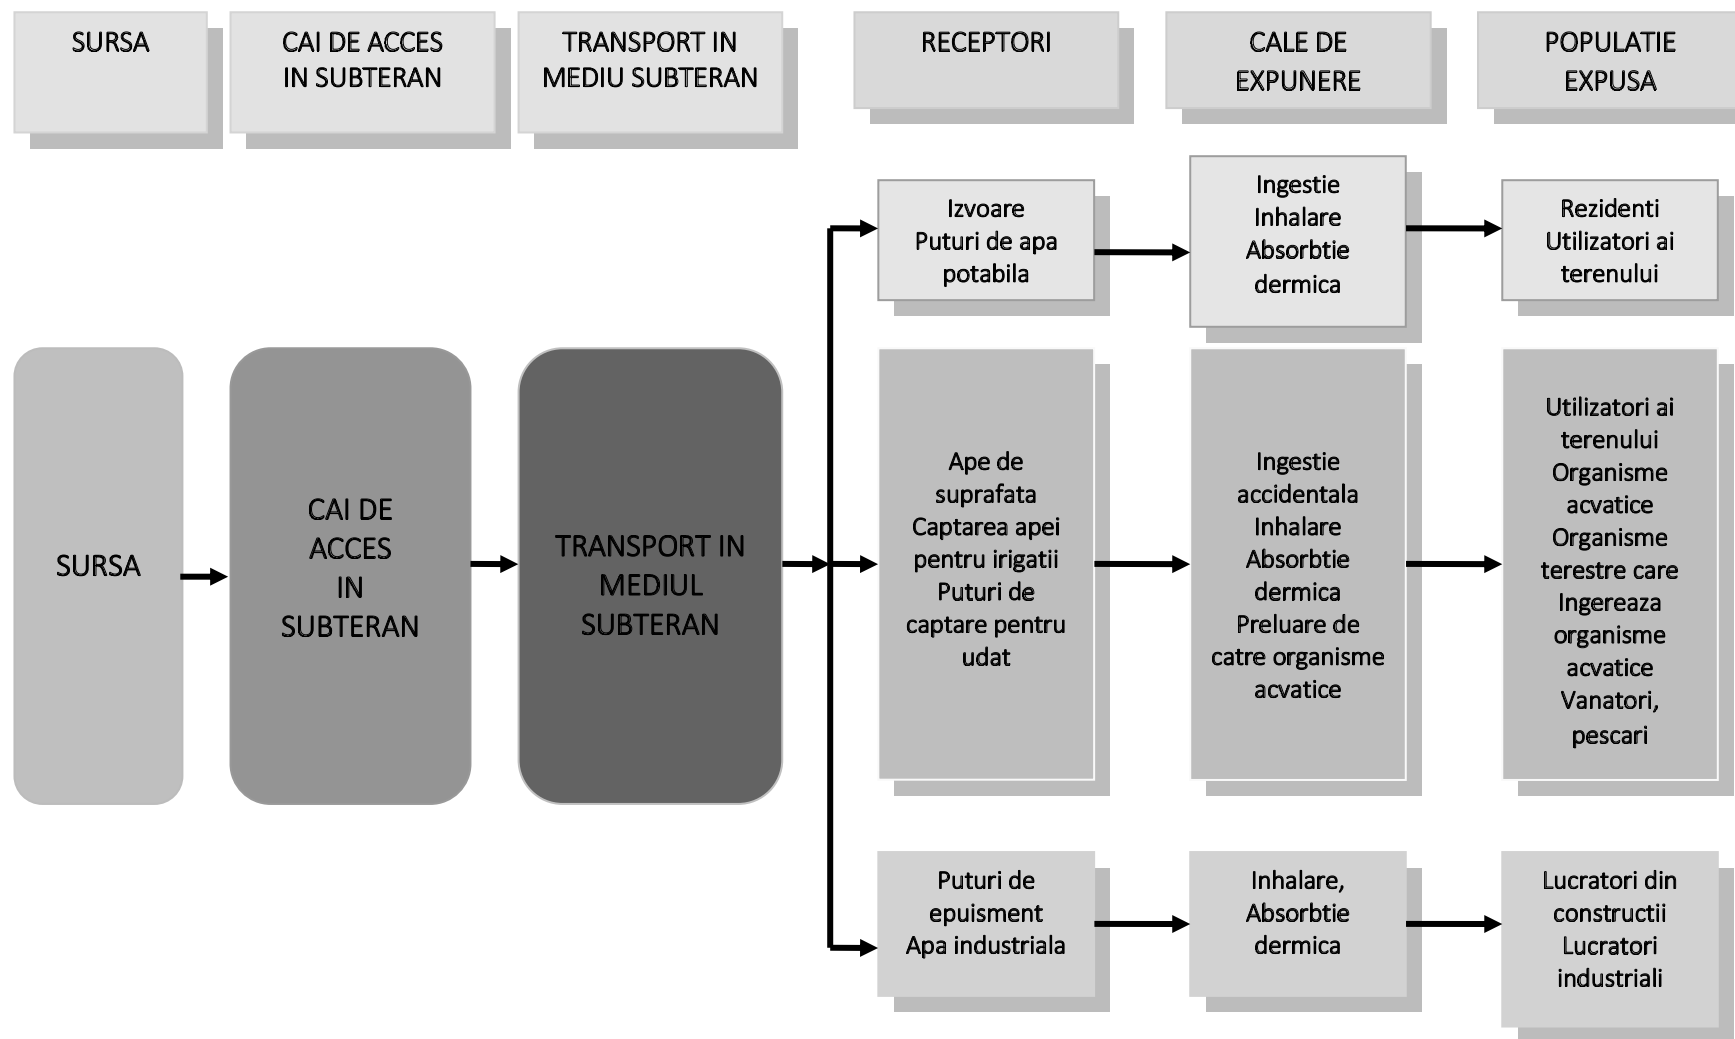 SURSA
CAI DE ACCES
IN SUBTERAN
TRANSPORT IN
MEDIU SUBTERAN
RECEPTORI
CALE DE
EXPUNERE
POPULATIE
EXPUSA
Izvoare
Puturi de apa
potabila
Ingestie
Inhalare
Absorbtie
dermica
Rezidenti
Utilizatori ai
terenului
SURSA
CAI DE
ACCES
IN
SUBTERAN
TRANSPORT IN
MEDIUL
SUBTERAN
Ape de
suprafata
Captarea apei
pentru irigatii
Puturi de
captare pentru
udat
Ingestie
accidentala
Inhalare
Absorbtie
dermica
Preluare de
catre organisme
acvatice
Utilizatori ai
terenului
Organisme
acvatice
Organisme
terestre care
Ingereaza
organisme
acvatice
Vanatori,
pescari
Puturi de
epuisment
Apa industriala
Inhalare,
Absorbtie
dermica
Lucratori din
constructii
Lucratori
industriali